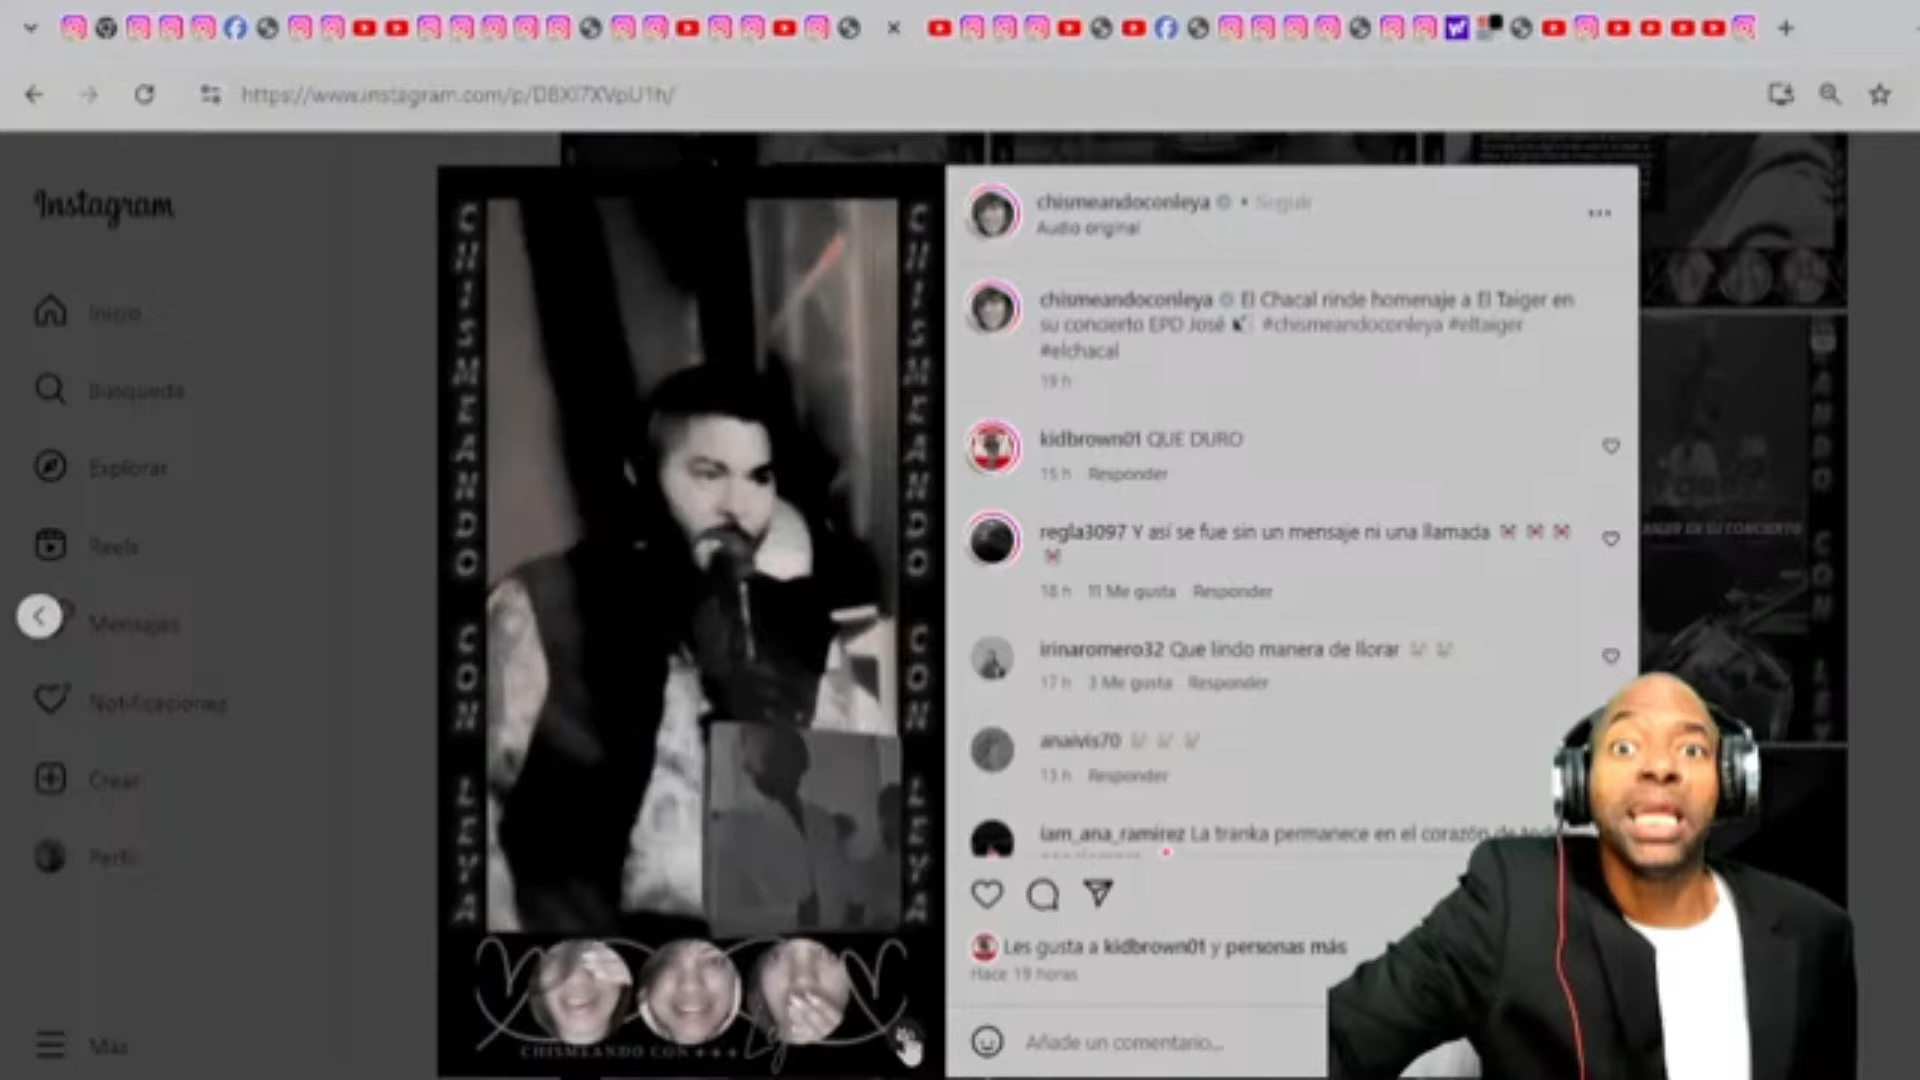 https://www.instagram.com/p/DBXI7XVpU1h/
Instagram
Inicio
Búsqueda
Explorar
Reels
Mensajes
Notificaciones
Crear
Perfil
Más
CHISMEANDO CON LEYA
CHISMEANDO CON LEYA
CHISMEANDO CON
chismeandoconleya • Seguir
Audio original
chismeandoconleya El Chacal rinde homenaje a El Taiger en
su concierto EPD José #chismeandoconleya #eltaiger
#elchacal
19 h
kidbrown01 QUE DURO
15 h Responder
regla3097 Y así se fue sin un mensaje ni una llamada
18 h 11 Me gusta Responder
irinaromero32 Que lindo manera de llorar
17 h 3 Me gusta Responder
anaivis70
13 h Responder
iam_ana_ramirez La tranka permanece en el corazón de
Les gusta a kidbrown01 y personas más
Hace 19 horas
Añade un comentario...